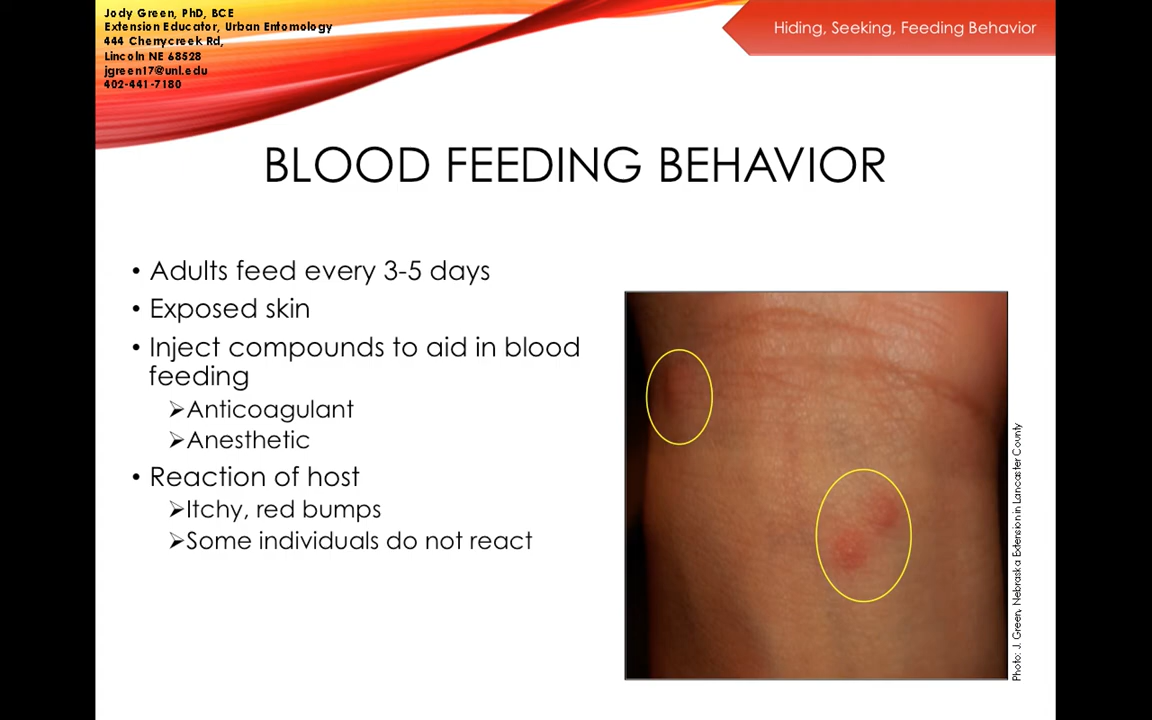 Jody Green, PhD, BCE
Extension Educator, Urban Entomology
444 Cherrycreek Rd,
Lincoln NE 68528
jgreen17@unl.edu
402-441-7180
Hiding, Seeking, Feeding Behavior
BLOOD FEEDING BEHAVIOR
• Adults feed every 3-5 days
• Exposed skin
• Inject compounds to aid in blood
feeding
➢Anticoagulant
➢Anesthetic
• Reaction of host
➢Itchy, red bumps
➢Some individuals do not react
Photo: J. Green, Nebraska Extension in Lancaster County